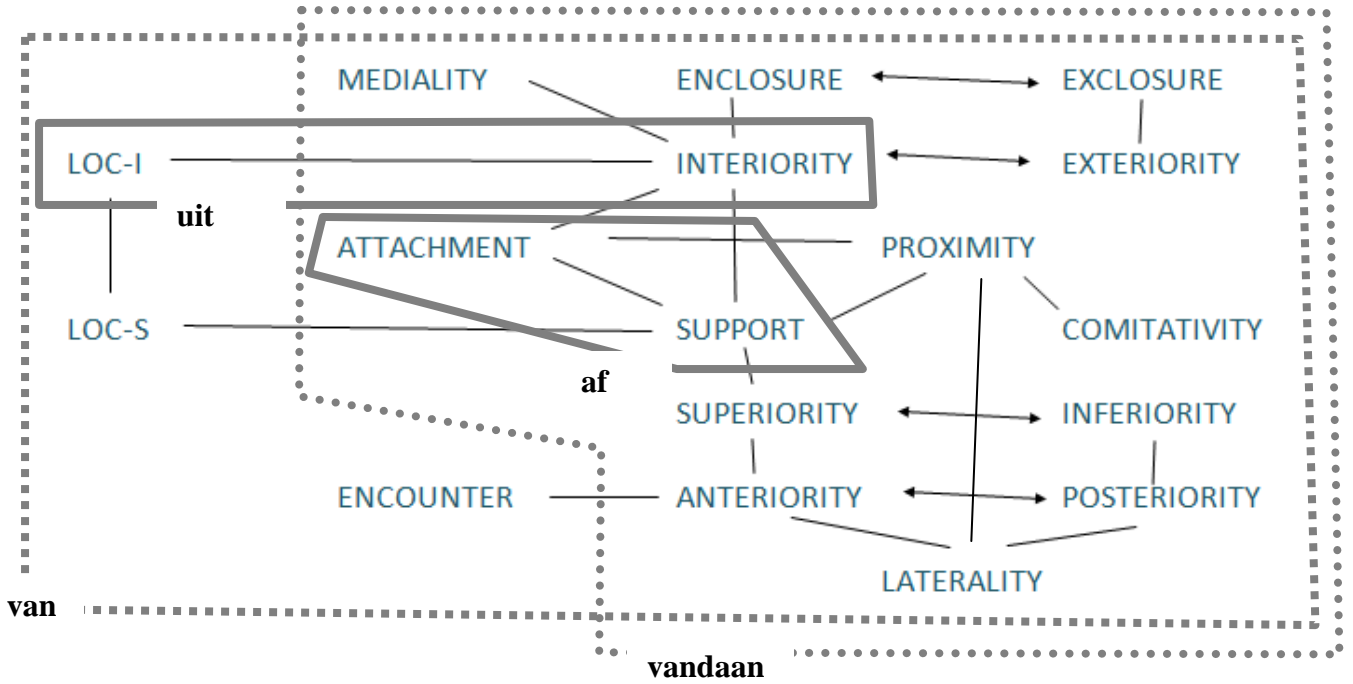 MEDIALITY ENCLOSURE EXCLOSURE
LOC-I INTERIORITY EXTERIORITY
uit
ATTACHMENT PROXIMITY
LOC-S SUPPORT COMITATIVITY
af
SUPERIORITY INFERIORITY
ENCOUNTER ANTERIORITY POSTERIORITY
LATERALITY
van
vandaan